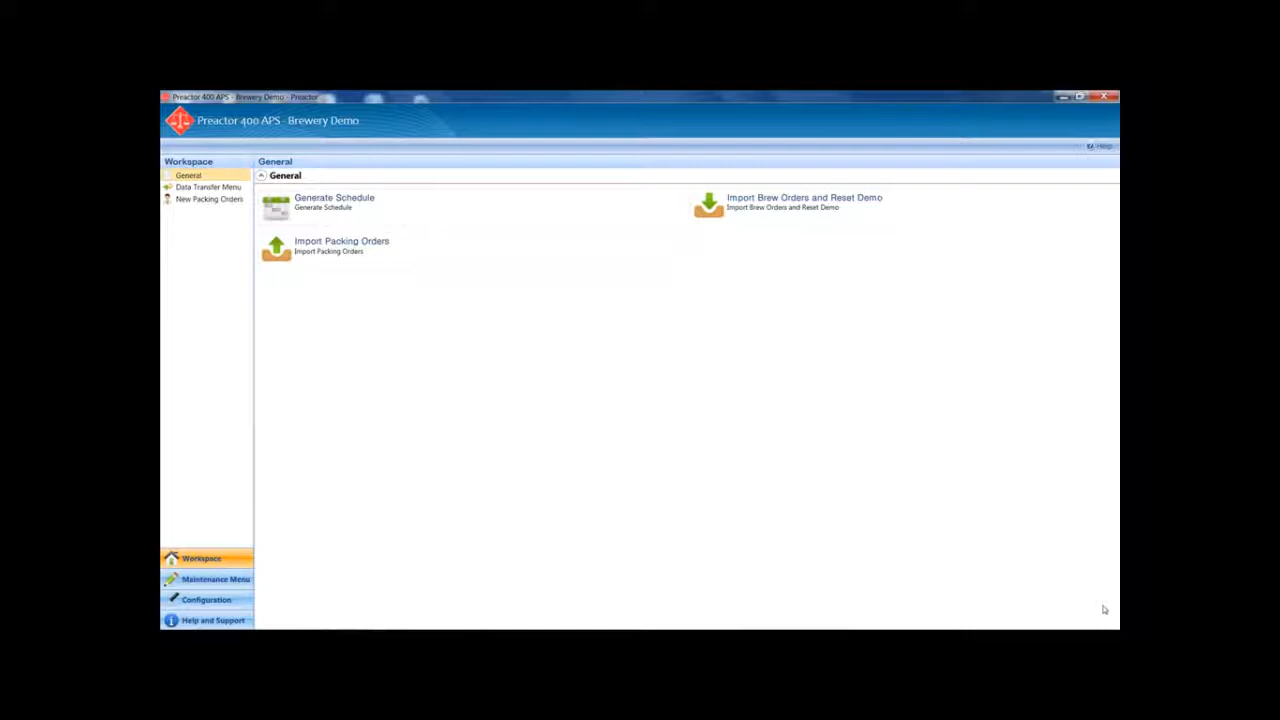 Preactor 400 APS - Brewery Demo - Preactor
Preactor 400 APS - Brewery Demo
Help
Workspace
General
Data Transfer Menu
New Packing Orders
General
General
Generate Schedule
Generate Schedule
Import Brew Orders and Reset Demo
Import Brew Orders and Reset Demo
Import Packing Orders
Import Packing Orders
Workspace
Maintenance Menu
Configuration
Help and Support